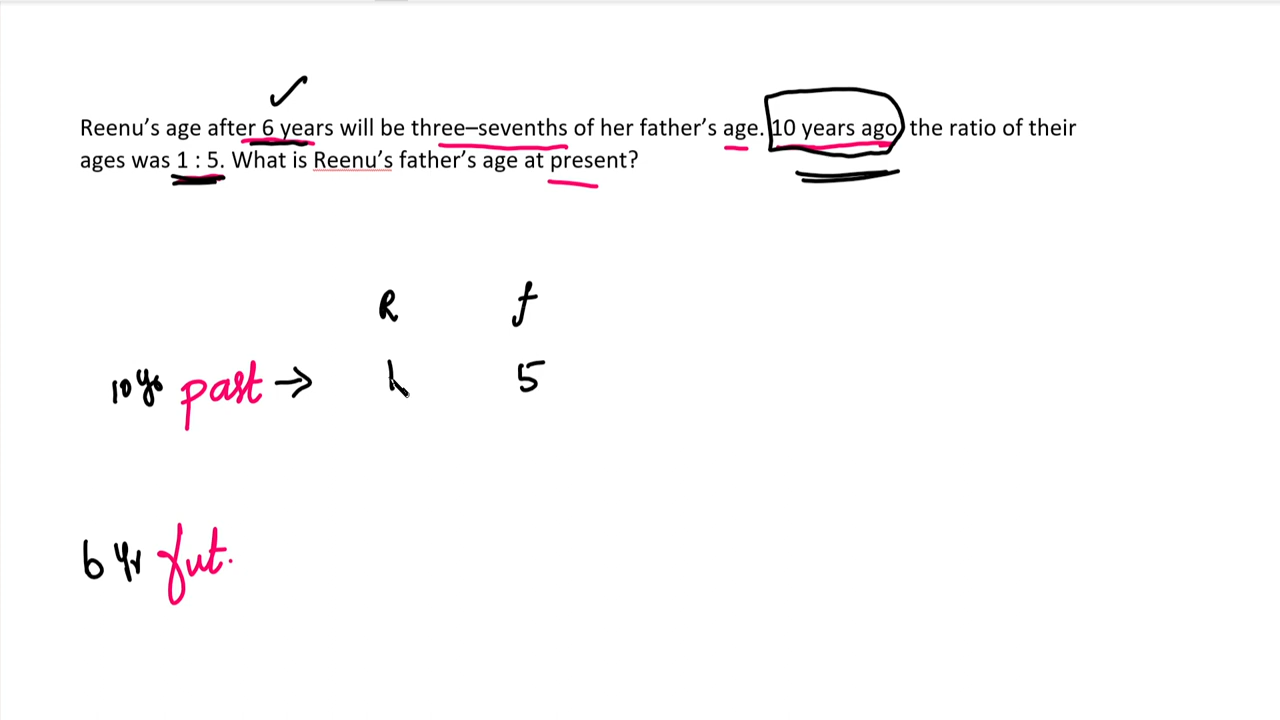 Reenu's age after 6 years will be three–sevenths of her father's age. 10 years ago the ratio of their
ages was 1 : 5. What is Reenu's father's age at present?
R f
10 yrs past → 1 5
6 yr fut.